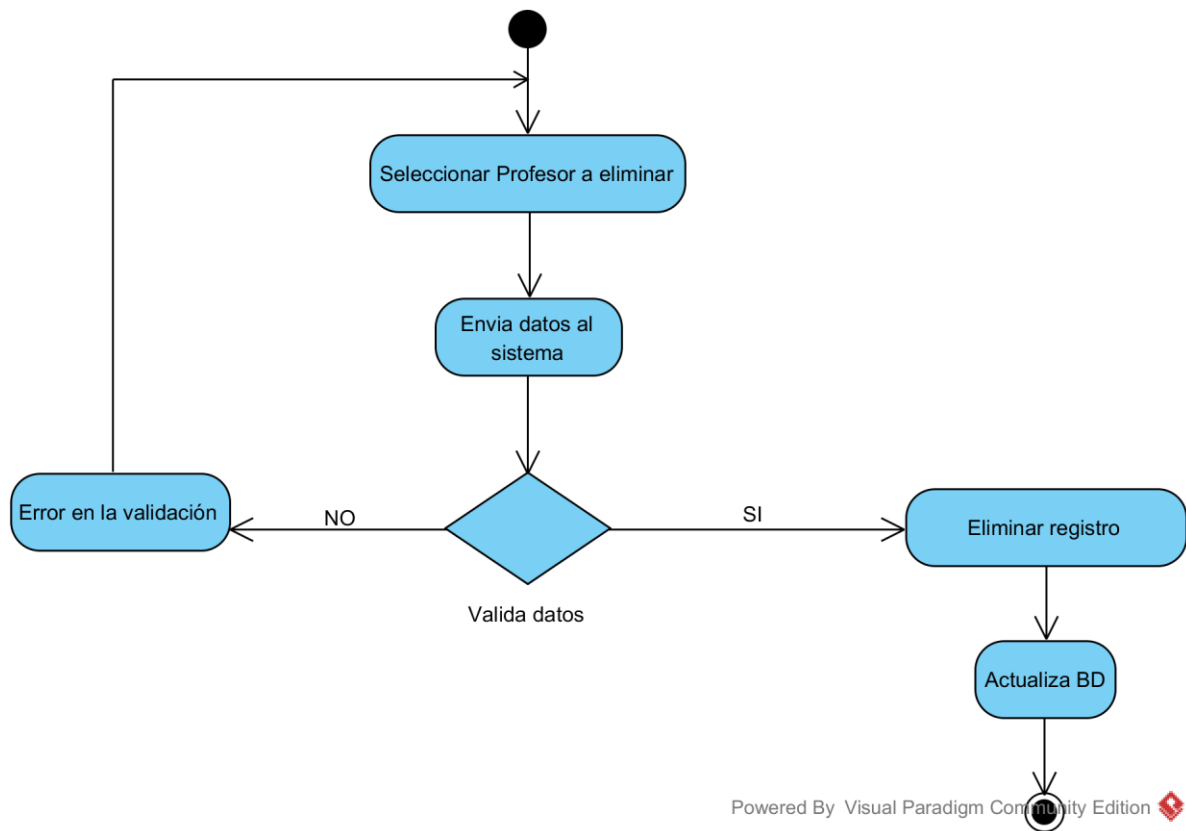 Seleccionar Profesor a eliminar
Envia datos al
sistema
Error en la validación
NO
SI
Eliminar registro
Valida datos
Actualiza BD
Powered By Visual Paradigm Community Edition